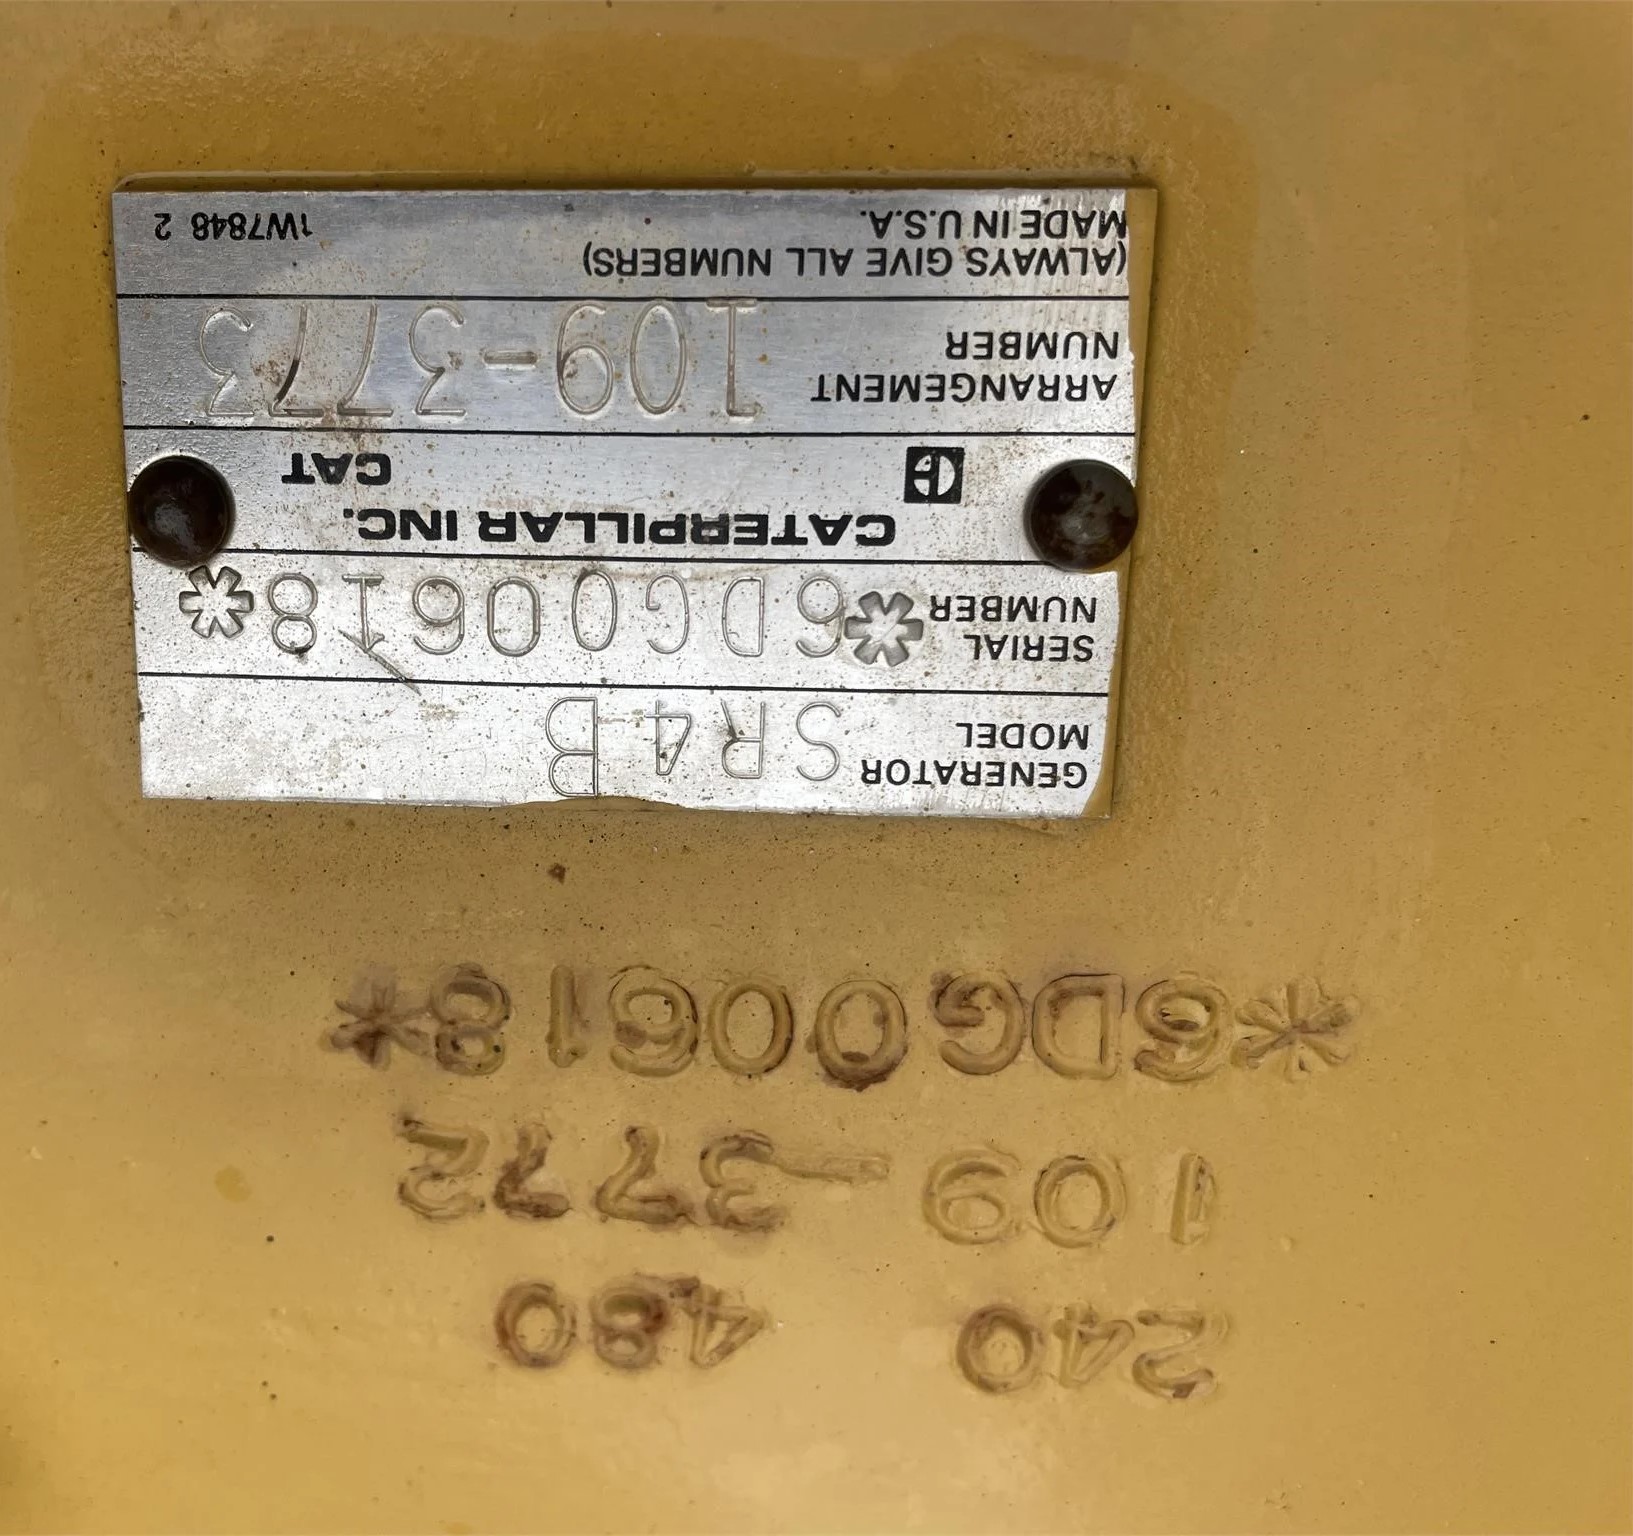 240 480
109-3772
*6DG00618*
GENERATOR
MODEL SR4B
SERIAL
NUMBER *6DG00618*
CATERPILLAR INC.
CAT
ARRANGEMENT
NUMBER 109-3773
(ALWAYS GIVE ALL NUMBERS)
MADE IN U.S.A. 1W7848 2